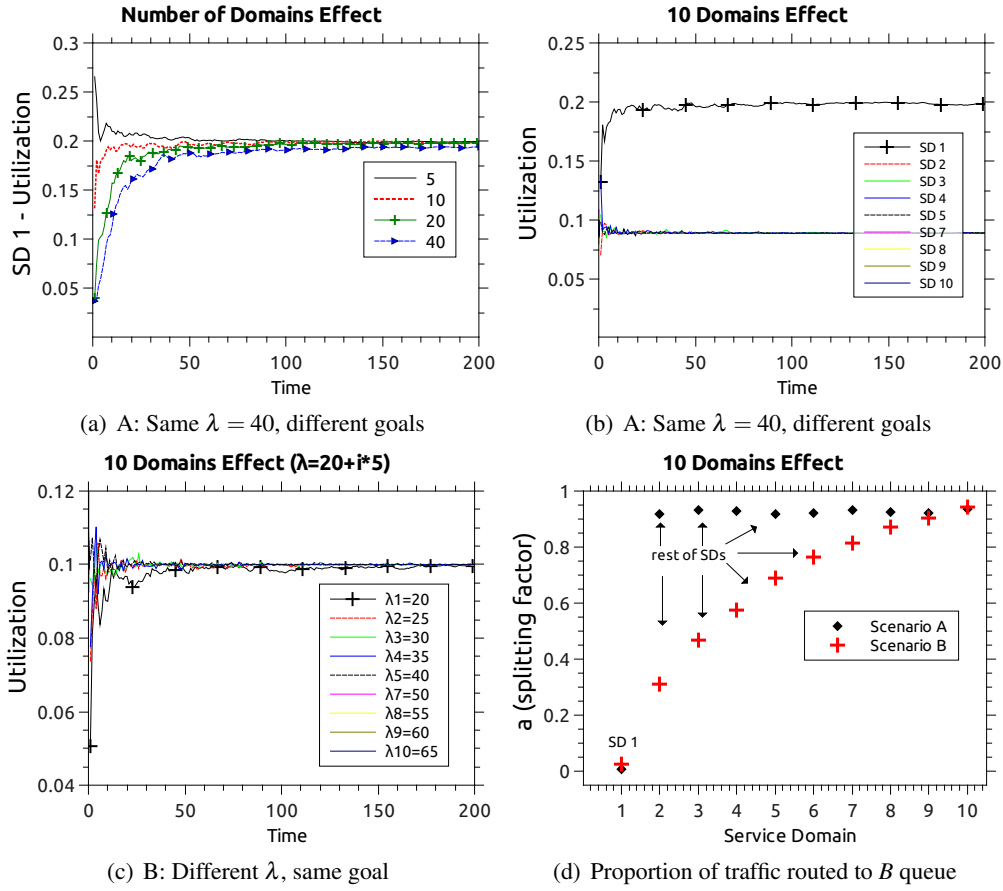 Number of Domains Effect
SD 1 - Utilization
0.3
0.25
0.2
0.15
0.1
0.05
0 50 100 150 200
Time
5
10
20
40
(a) A: Same λ = 40, different goals
10 Domains Effect
Utilization
0.25
0.2
0.15
0.1
0.05
0 50 100 150 200
Time
SD 1
SD 2
SD 3
SD 4
SD 5
SD 7
SD 8
SD 9
SD 10
(b) A: Same λ = 40, different goals
10 Domains Effect (λ=20+i*5)
Utilization
0.12
0.1
0.08
0.06
0.04
0 50 100 150 200
Time
λ1=20
λ2=25
λ3=30
λ4=35
λ5=40
λ7=50
λ8=55
λ9=60
λ10=65
(c) B: Different λ, same goal
10 Domains Effect
a (splitting factor)
1
0.8
0.6
0.4
0.2
0
rest of SDs
Scenario A
Scenario B
SD 1
1 2 3 4 5 6 7 8 9 10
Service Domain
(d) Proportion of traffic routed to B queue